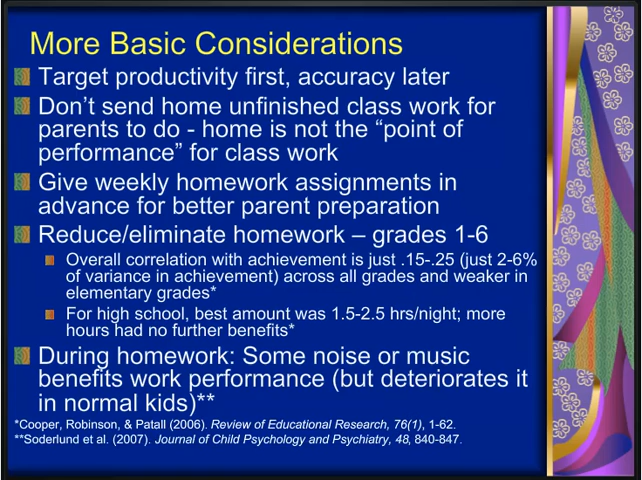 More Basic Considerations
Target productivity first, accuracy later
Don't send home unfinished class work for
parents to do - home is not the “point of
performance” for class work
Give weekly homework assignments in
advance for better parent preparation
Reduce/eliminate homework – grades 1-6
Overall correlation with achievement is just .15-.25 (just 2-6%
of variance in achievement) across all grades and weaker in
elementary grades*
For high school, best amount was 1.5-2.5 hrs/night; more
hours had no further benefits*
During homework: Some noise or music
benefits work performance (but deteriorates it
in normal kids)**
*Cooper, Robinson, & Patall (2006). Review of Educational Research, 76(1), 1-62.
**Soderlund et al. (2007). Journal of Child Psychology and Psychiatry, 48, 840-847.